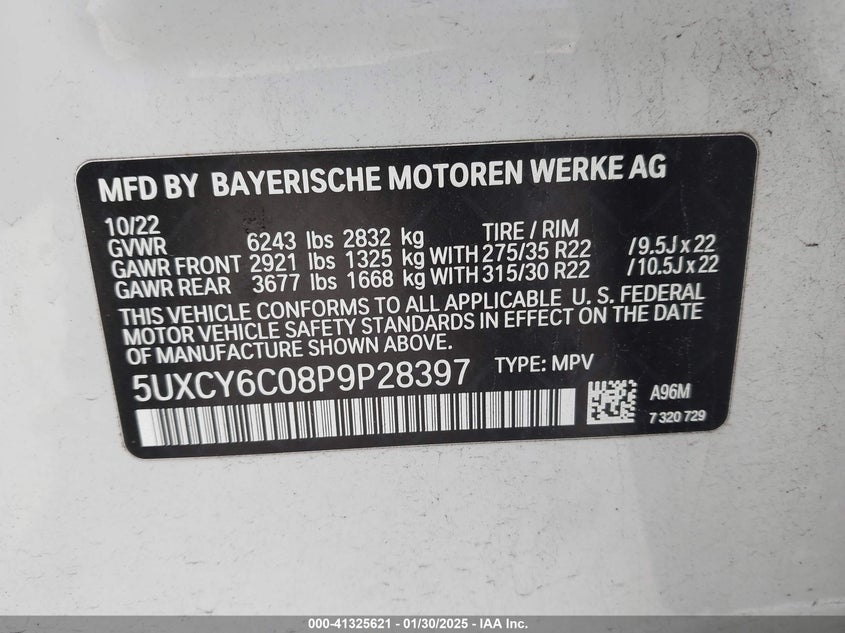 MFD BY BAYERISCHE MOTOREN WERKE AG
10/22 TIRE / RIM
GVWR 6243 lbs 2832 kg
GAWR FRONT 2921 lbs 1325 kg WITH 275/35 R22 /9.5J x 22
GAWR REAR 3677 lbs 1668 kg WITH 315/30 R22 /10.5J x 22
THIS VEHICLE CONFORMS TO ALL APPLICABLE U. S. FEDERAL
MOTOR VEHICLE SAFETY STANDARDS IN EFFECT ON THE DATE
OF MANUFACTURE SHOWN ABOVE.
5UXCY6C08P9P28397 TYPE: MPV
A96M
7 320 729
000-41325621 / 01/30/2025 - IAA Inc.